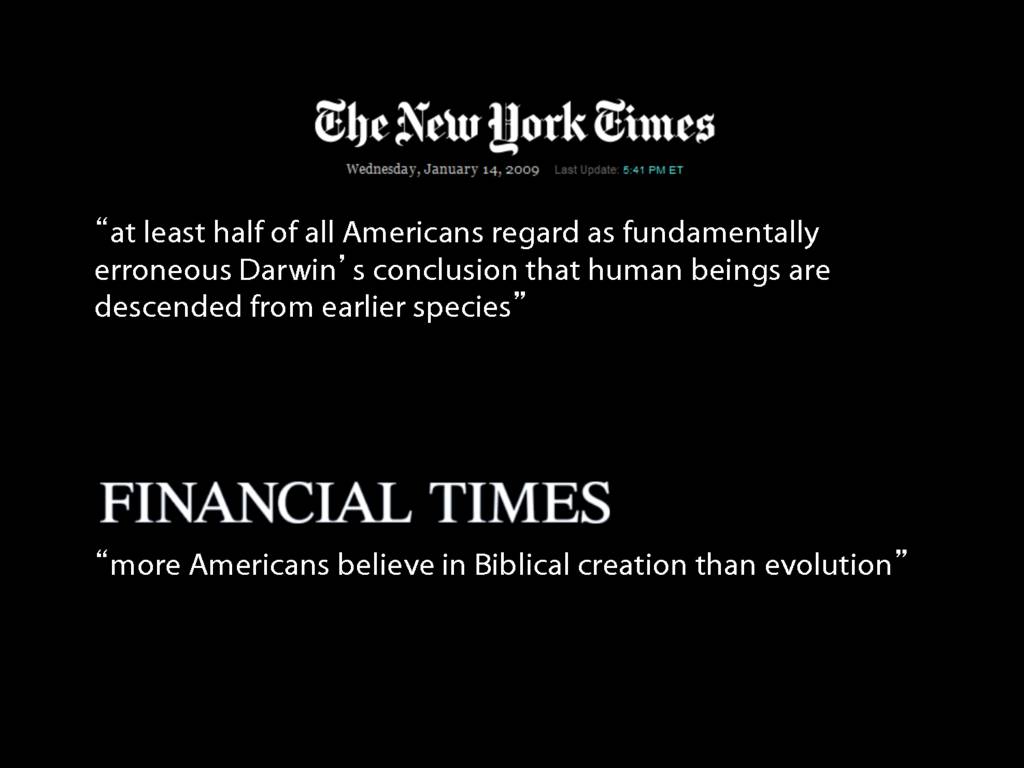 The New York Times
Wednesday, January 14, 2009 Last Update: 5:41 PM ET
“at least half of all Americans regard as fundamentally
erroneous Darwin’s conclusion that human beings are
descended from earlier species”
FINANCIAL TIMES
“more Americans believe in Biblical creation than evolution”